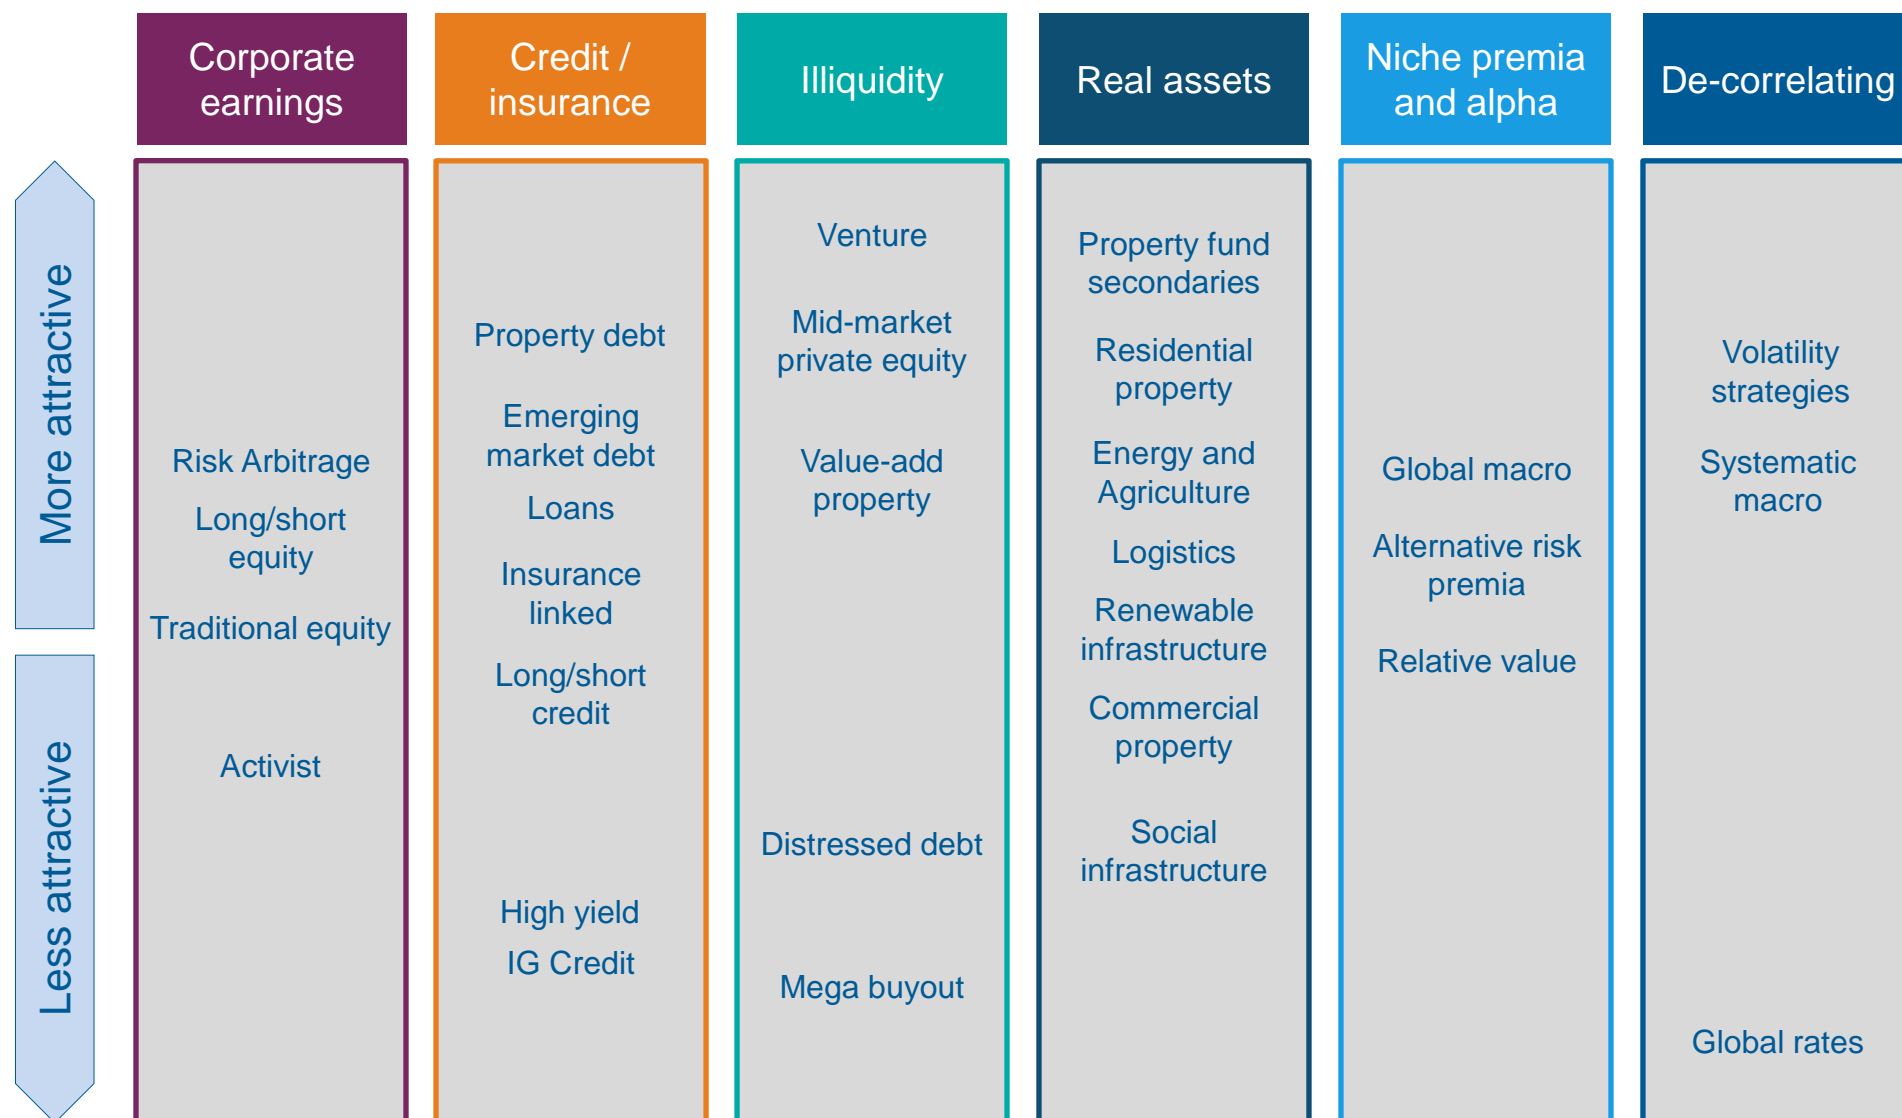 Corporate
earnings
Credit /
insurance
Illiquidity
Real assets
Niche premia
and alpha
De-correlating
More attractive
Less attractive
Risk Arbitrage
Long/short
equity
Traditional equity
Activist
Property debt
Emerging
market debt
Loans
Insurance
linked
Long/short
credit
High yield
IG Credit
Venture
Mid-market
private equity
Value-add
property
Distressed debt
Mega buyout
Property fund
secondaries
Residential
property
Energy and
Agriculture
Logistics
Renewable
infrastructure
Commercial
property
Social
infrastructure
Global macro
Alternative risk
premia
Relative value
Volatility
strategies
Systematic
macro
Global rates